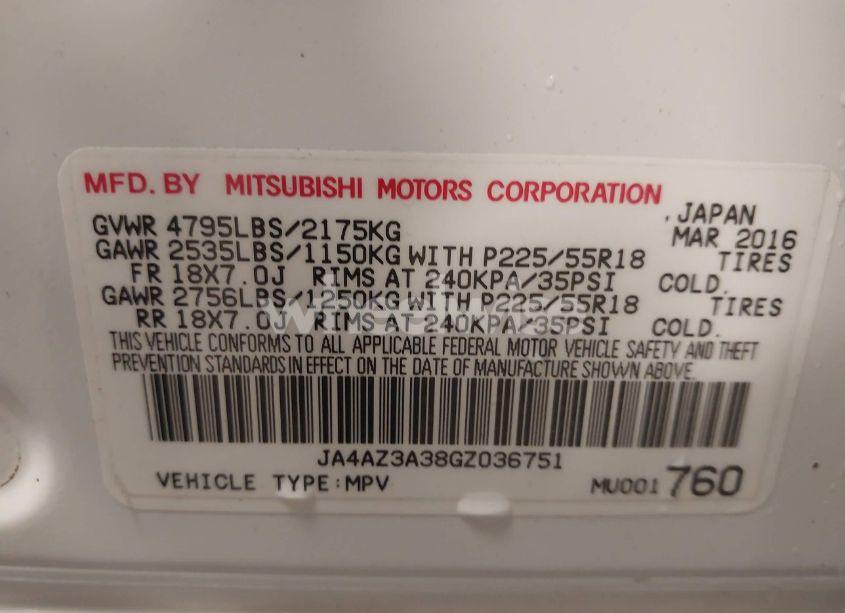 MFD. BY MITSUBISHI MOTORS CORPORATION
. JAPAN
GVWR 4795LBS/2175KG MAR 2016
GAWR 2535LBS/1150KG WITH P225/55R18 TIRES
FR 18X7.0J RIMS AT 240KPA/35PSI COLD.
GAWR 2756LBS/1250KG WITH P225/55R18 TIRES
RR 18X7.0J RIMS AT 240KPA/35PSI COLD.
THIS VEHICLE CONFORMS TO ALL APPLICABLE FEDERAL MOTOR VEHICLE SAFETY AND THEFT
PREVENTION STANDARDS IN EFFECT ON THE DATE OF MANUFACTURE SHOWN ABOVE.
JA4AZ3A38GZ036751
VEHICLE TYPE:MPV MU001 760